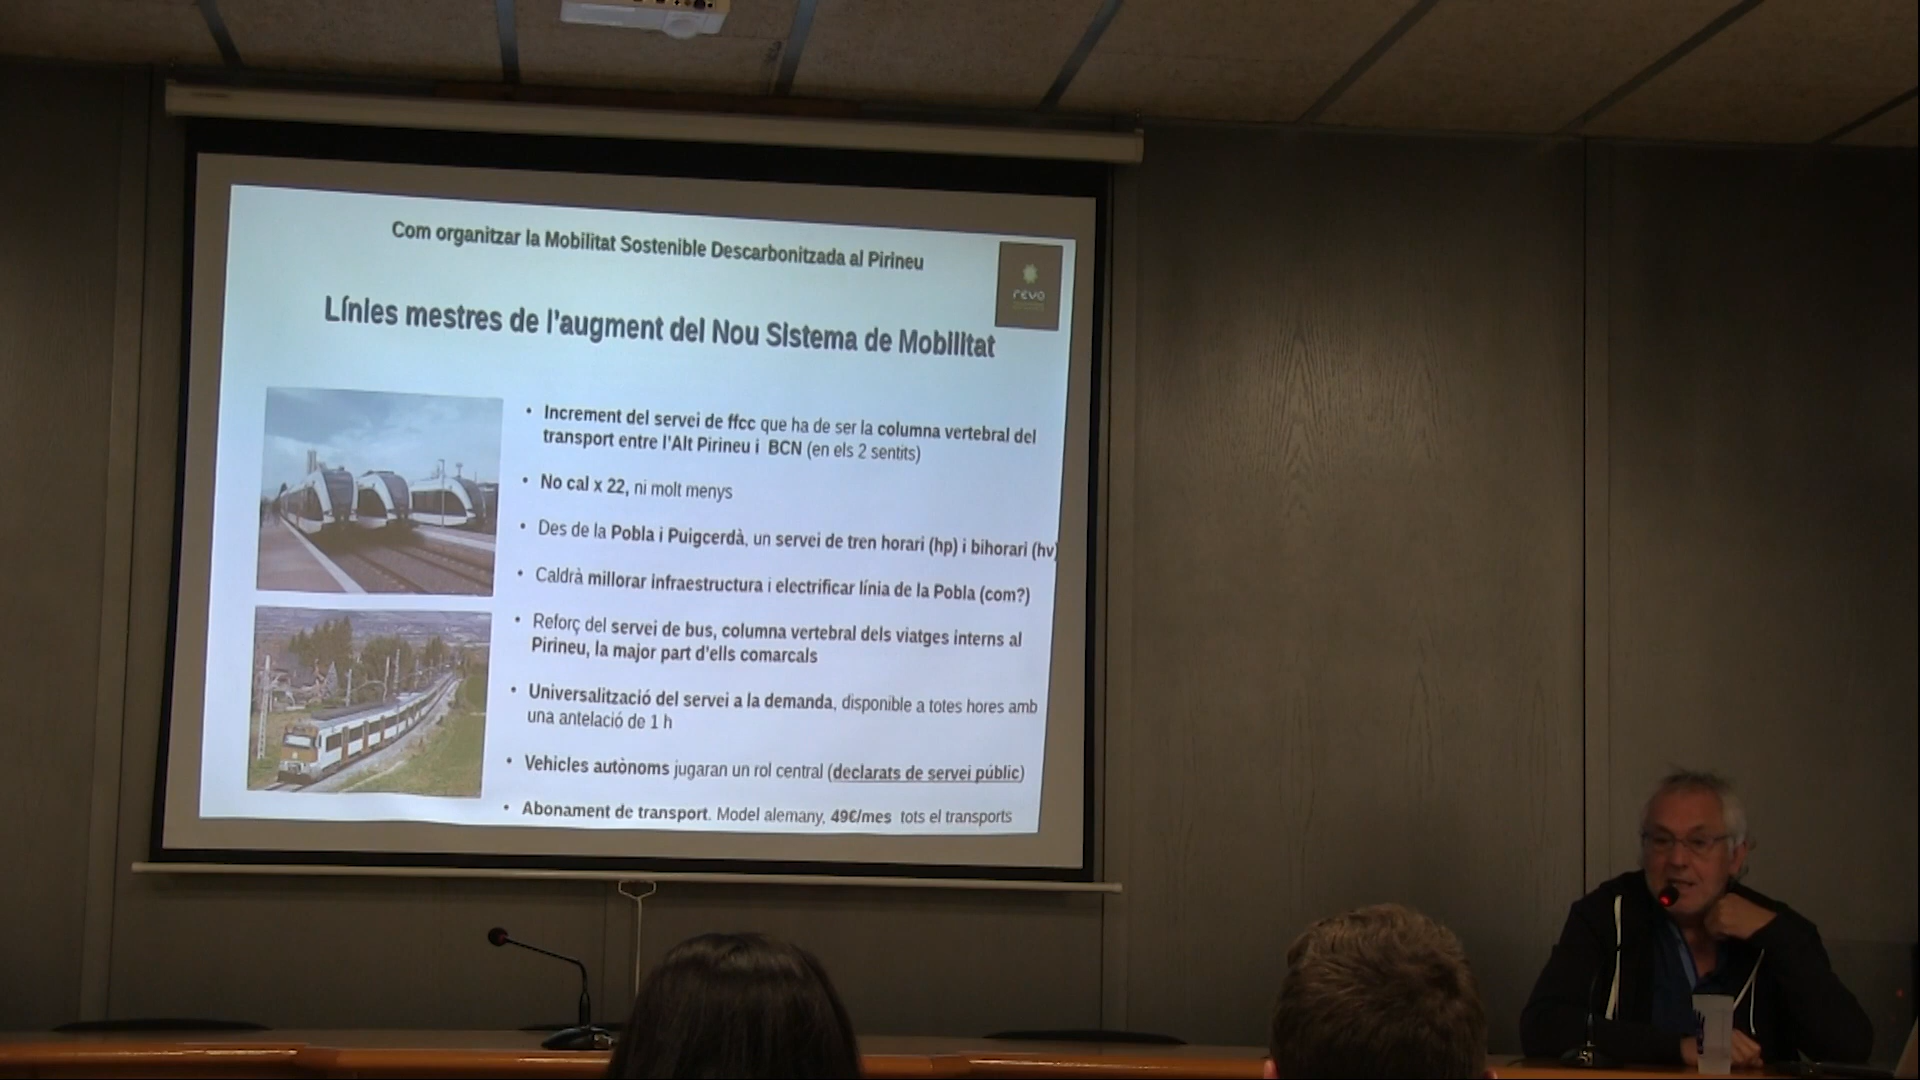 Com organitzar la Mobilitat Sostenible Descarbonitzada al Pirineu
revo
Línies mestres de l'augment del Nou Sistema de Mobilitat
• Increment del servei de ffcc que ha de ser la columna vertebral del
transport entre l'Alt Pirineu i BCN (en els 2 sentits)
• No cal x 22, ni molt menys
• Des de la Pobla i Puigcerdà, un servei de tren horari (hp) i bihorari (hv)
• Caldrà millorar infraestructura i electrificar línia de la Pobla (com?)
• Reforç del servei de bus, columna vertebral dels viatges interns al
Pirineu, la major part d'ells comarcals
• Universalització del servei a la demanda, disponible a totes hores amb
una antelació de 1 h
• Vehicles autònoms jugaran un rol central (declarats de servei públic)
• Abonament de transport. Model alemany, 49€/mes tots el transports